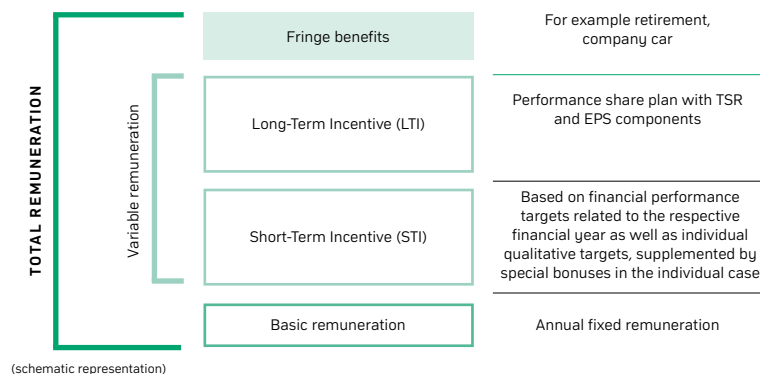 TOTAL REMUNERATION
Variable remuneration
Fringe benefits
For example retirement,
company car
Long-Term Incentive (LTI)
Performance share plan with TSR
and EPS components
Short-Term Incentive (STI)
Based on financial performance
targets related to the respective
financial year as well as individual
qualitative targets, supplemented by
special bonuses in the individual case
Basic remuneration
Annual fixed remuneration
(schematic representation)